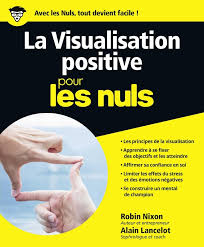 Avec les Nuls, tout devient facile !
La Visualisation
positive
pour
les nuls
• Les principes de la visualisation
• Apprendre à se fixer
des objectifs et les atteindre
• Affirmer sa confiance en soi
• Limiter les effets du stress
et des émotions négatives
• Se construire un mental
de champion
Robin Nixon
Auteur et entrepreneur
Alain Lancelot
Sophrologue et coach